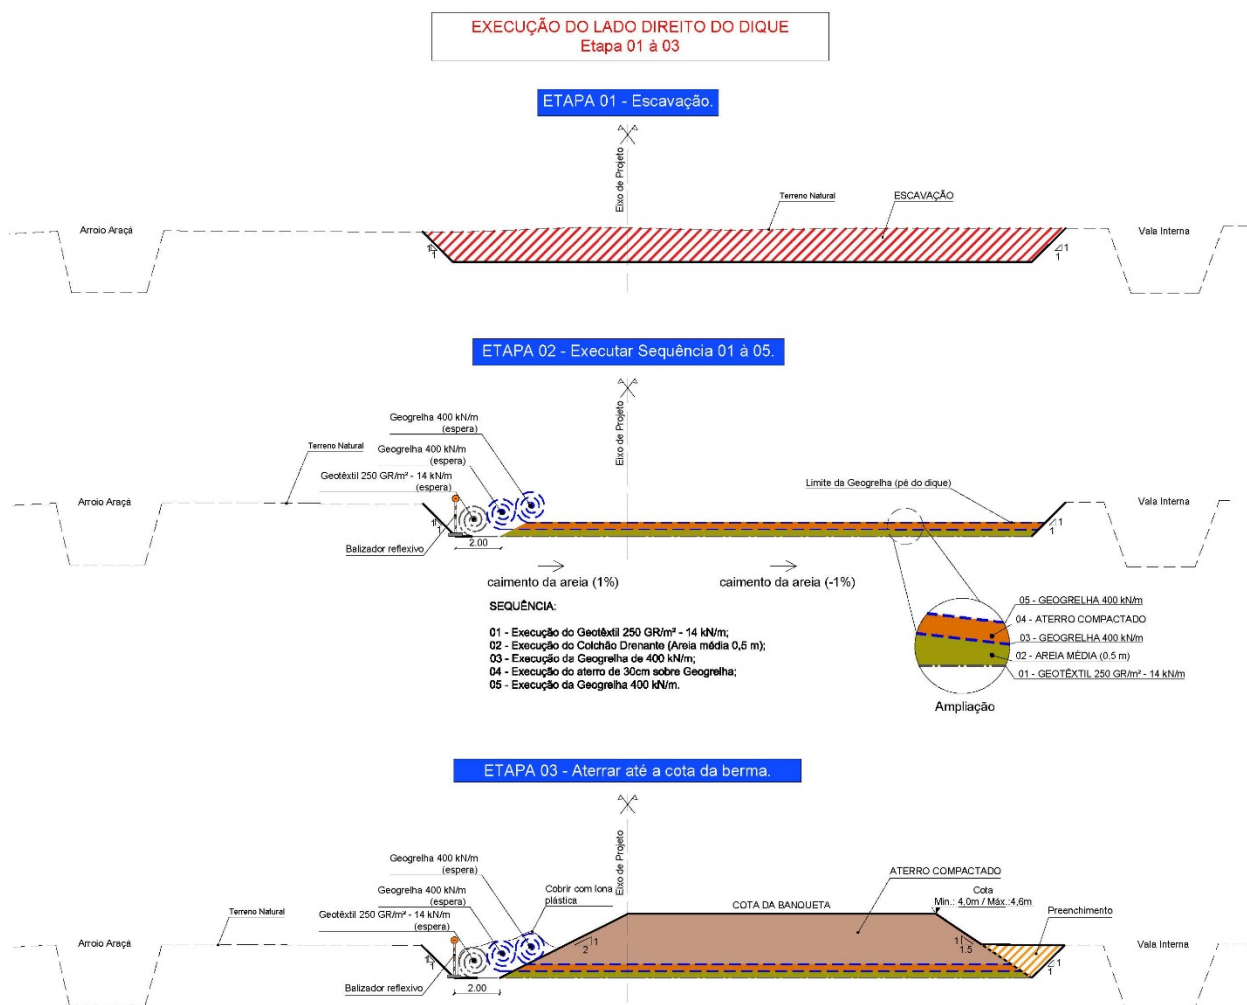 EXECUÇÃO DO LADO DIREITO DO DIQUE
Etapa 01 à 03
ETAPA 01 - Escavação.
Eixo de Projeto
Terreno Natural
ESCAVAÇÃO
Arroio Araçá
Vala Interna
1
1
1
1
ETAPA 02 - Executar Sequência 01 à 05.
Eixo de Projeto
Geogrelha 400 kN/m
(espera)
Terreno Natural
Geogrelha 400 kN/m
(espera)
Geotêxtil 250 GR/m² - 14 kN/m
(espera)
Limite da Geogrelha (pé do dique)
Arroio Araçá
Vala Interna
1
1
1
1
Balizador reflexivo
2.00
caimento da areia (1%)
caimento da areia (-1%)
SEQUÊNCIA:
01 - Execução do Geotêxtil 250 GR/m² - 14 kN/m;
02 - Execução do Colchão Drenante (Areia média 0,5 m);
03 - Execução da Geogrelha de 400 kN/m;
04 - Execução do aterro de 30cm sobre Geogrelha;
05 - Execução da Geogrelha 400 kN/m.
05 - GEOGRELHA 400 kN/m
04 - ATERRO COMPACTADO
03 - GEOGRELHA 400 kN/m
02 - AREIA MÉDIA (0.5 m)
01 - GEOTÊXTIL 250 GR/m² - 14 kN/m
Ampliação
ETAPA 03 - Aterrar até a cota da berma.
Eixo de Projeto
Geogrelha 400 kN/m
(espera)
Geogrelha 400 kN/m
(espera)
Cobrir com lona
plástica
ATERRO COMPACTADO
Terreno Natural
Geotêxtil 250 GR/m² - 14 kN/m
(espera)
COTA DA BANQUETA
Cota
Min.: 4,0m / Máx.:4,6m
Preenchimento
Arroio Araçá
Vala Interna
1
1
1
2
1
1.5
1
1
Balizador reflexivo
2.00